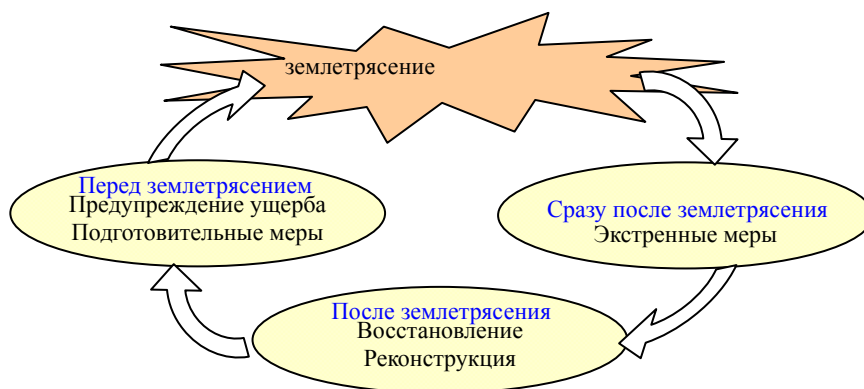 землетрясение
Перед землетрясением
Предупреждение ущерба
Подготовительные меры
Сразу после землетрясения
Экстренные меры
После землетрясения
Восстановление
Реконструкция